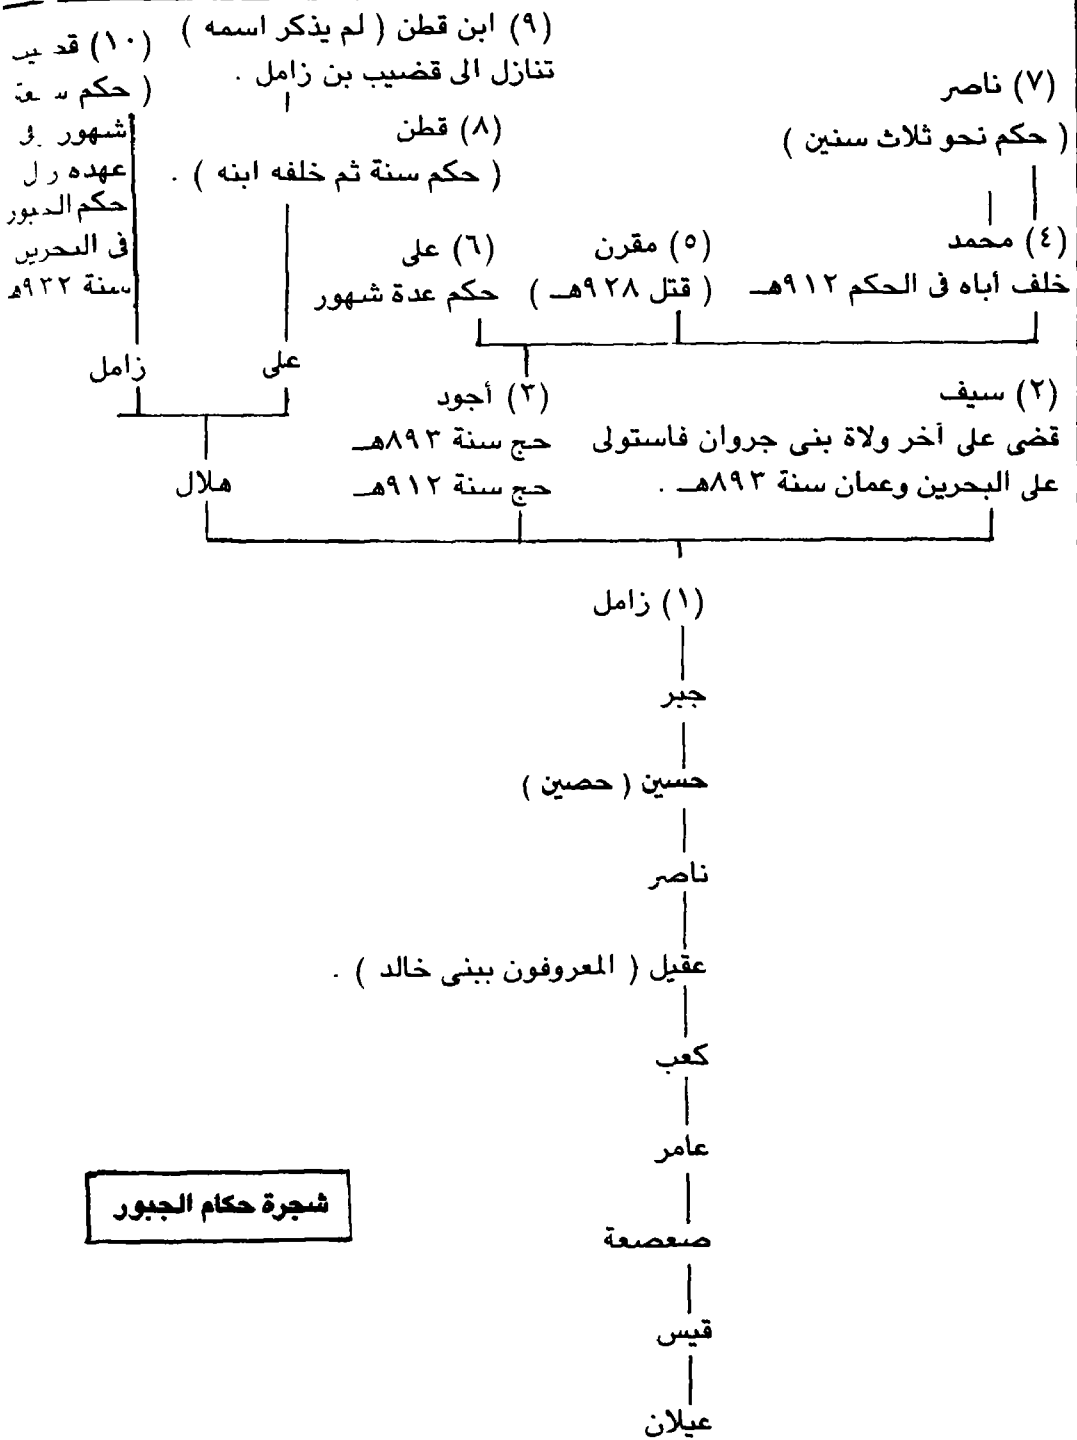 (٩) ابن قطن ( لم يذكر اسمه )
تنازل الى قضيب بن زامل .
(١٠)
( حكم
شهور
عهده
حكم الجبور
فى البحرين
سنة ٩٣٢هـ
(٧) ناصر
( حكم نحو ثلاث سنين )
(٨) قطن
( حكم سنة ثم خلفه ابنه ) .
(٤) محمد
خلف أباه فى الحكم ٩١٢هـ
(٥) مقرن
( قتل ٩٢٨هـ )
(٦) على
حكم عدة شهور
على
زامل
(٢) سيف
قضى على آخر ولاة بنى جروان فاستولى
على البحرين وعمان سنة ٨٩٣هـ .
(٣) أجود
حج سنة ٨٩٣هـ
حج سنة ٩١٢هـ
هلال
(١) زامل
جبر
حسين ( حصين )
ناصر
عقيل ( المعروفون ببنى خالد ) .
كعب
عامر
شجرة حكام الجبور
صعصعة
قيس
عيلان